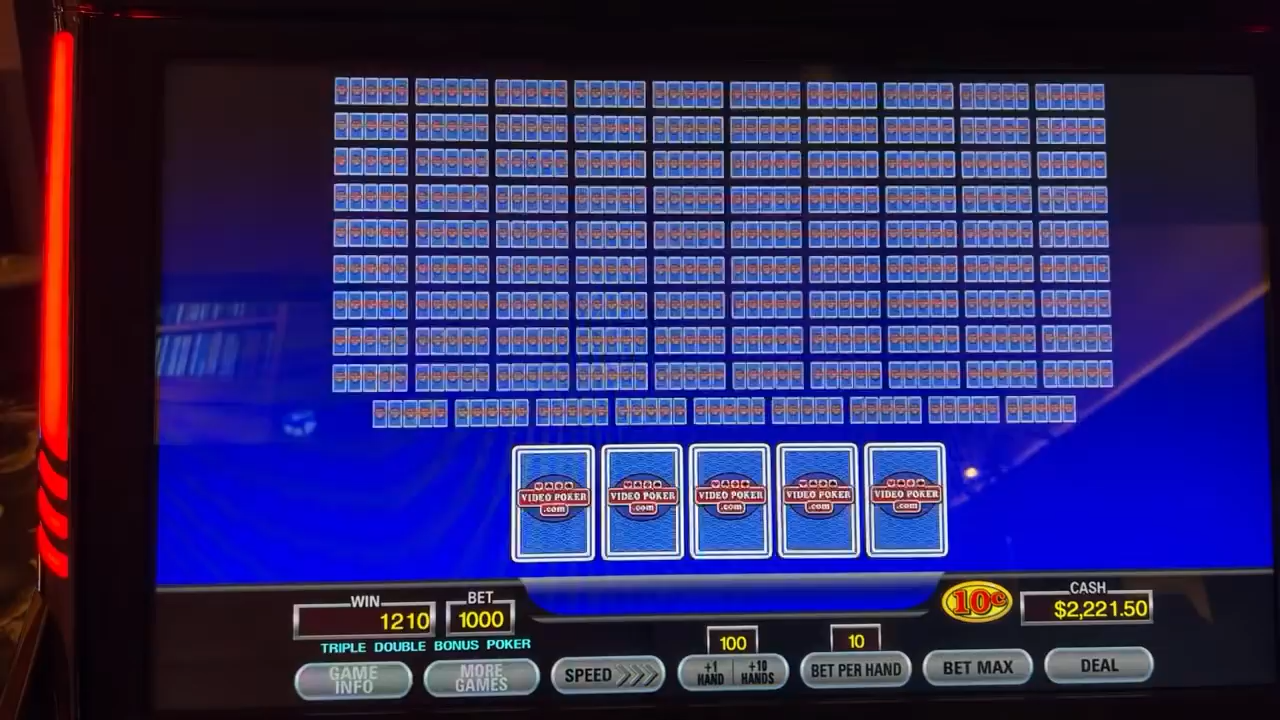 VIDEO POKER
.com
VIDEO POKER
.com
VIDEO POKER
.com
VIDEO POKER
.com
VIDEO POKER
.com
WIN
1210
BET
1000
10¢
CASH
$2,221.50
TRIPLE DOUBLE BONUS POKER
100
10
GAME
INFO
MORE
GAMES
SPEED
+1
HAND
+10
HANDS
BET PER HAND
BET MAX
DEAL